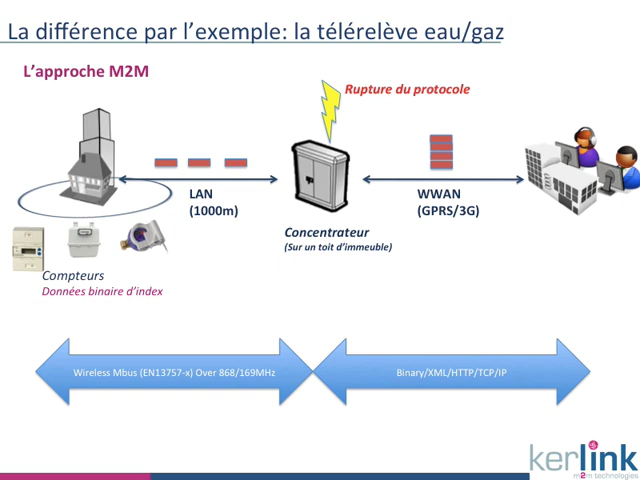 La différence par l'exemple: la télérelève eau/gaz
L'approche M2M
Rupture du protocole
LAN
(1000m)
WWAN
(GPRS/3G)
Concentrateur
(Sur un toit d'immeuble)
Compteurs
Données binaire d'index
Wireless Mbus (EN13757-x) Over 868/169MHz
Binary/XML/HTTP/TCP/IP
kerlink
m2m technologies